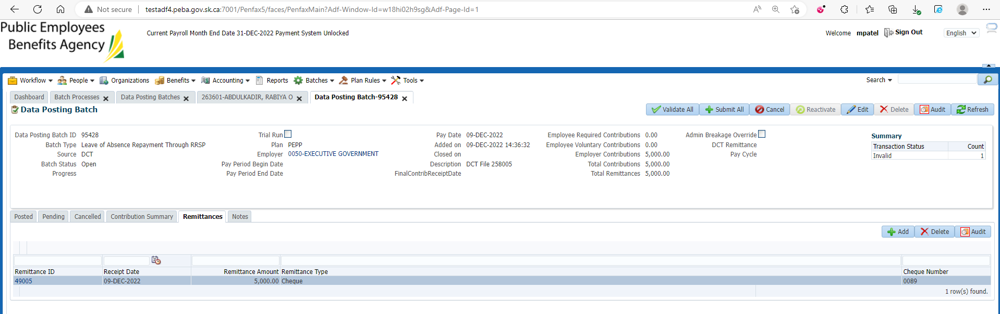 Not secure testadf4.peba.gov.sk.ca:7001/Penfax5/faces/PenfaxMain?Adf-Window-Id=w18hi02h9sg&Adf-Page-Id=1
Public Employees
Benefits Agency
Current Payroll Month End Date 31-DEC-2022 Payment System Unlocked
Welcome mpatel Sign Out English
Workflow People Organizations Benefits Accounting Reports Batches Plan Rules Tools Search
Dashboard Batch Processes Data Posting Batches 263601-ABDULKADIR, RABIYA O Data Posting Batch-95428
Data Posting Batch Validate All Submit All Cancel Reactivate Edit Delete Audit Refresh
Data Posting Batch ID 95428 Trial Run Pay Date 09-DEC-2022 Employee Required Contributions 0.00 Admin Breakage Override Summary
Batch Type Leave of Absence Repayment Through RRSP Plan PEPP Added on 09-DEC-2022 14:36:32 Employee Voluntary Contributions 0.00 DCT Remittance Transaction Status Count
Source DCT Employer 0050-EXECUTIVE GOVERNMENT Closed on Employer Contributions 5,000.00 Pay Cycle Invalid 1
Batch Status Open Pay Period Begin Date Description DCT File 258005 Total Contributions 5,000.00
Progress Pay Period End Date FinalContribReceiptDate Total Remittances 5,000.00
Posted Pending Cancelled Contribution Summary Remittances Notes
Add Delete Audit
Remittance ID Receipt Date Remittance Amount Remittance Type Cheque Number
49005 09-DEC-2022 5,000.00 Cheque 0089
1 row(s) found.